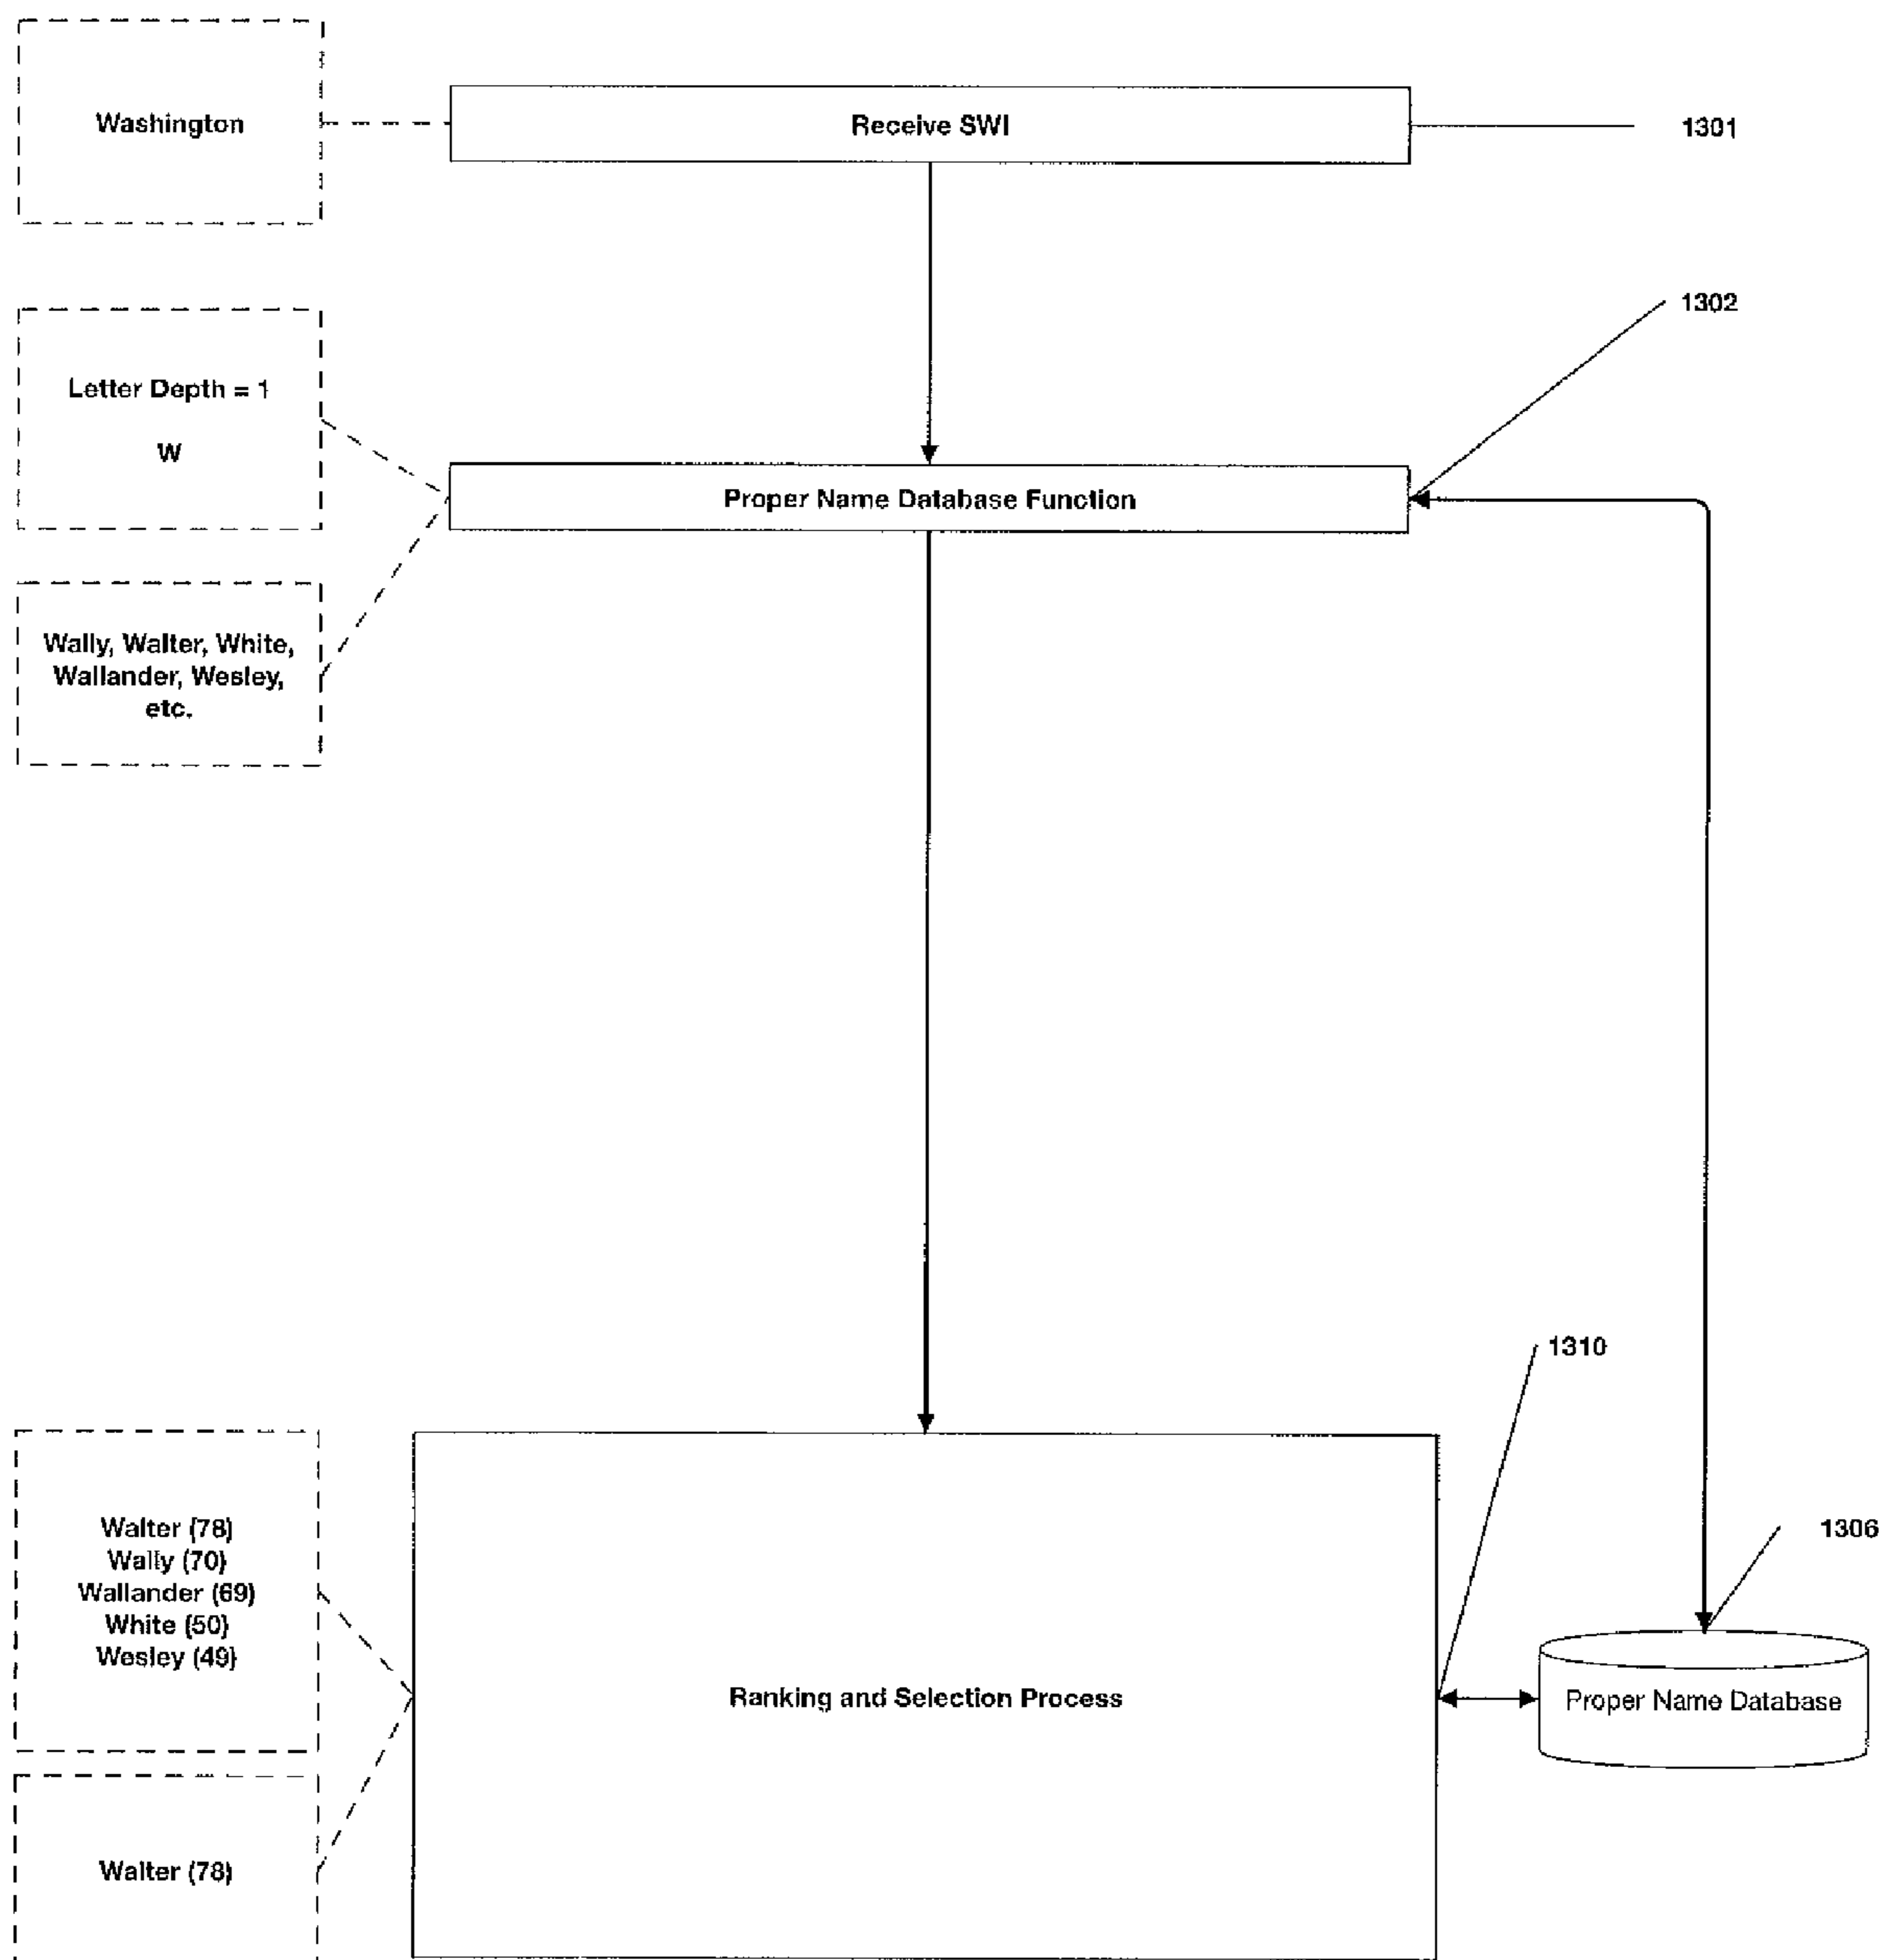 Washington
Receive SWI
1301
1302
Letter Depth = 1
W
Proper Name Database Function
Wally, Walter, White,
Wallander, Wesley,
etc.
1310
Walter (78)
Wally (70)
Wallander (69)
White (50)
Wesley (49)
1306
Ranking and Selection Process
Proper Name Database
Walter (78)